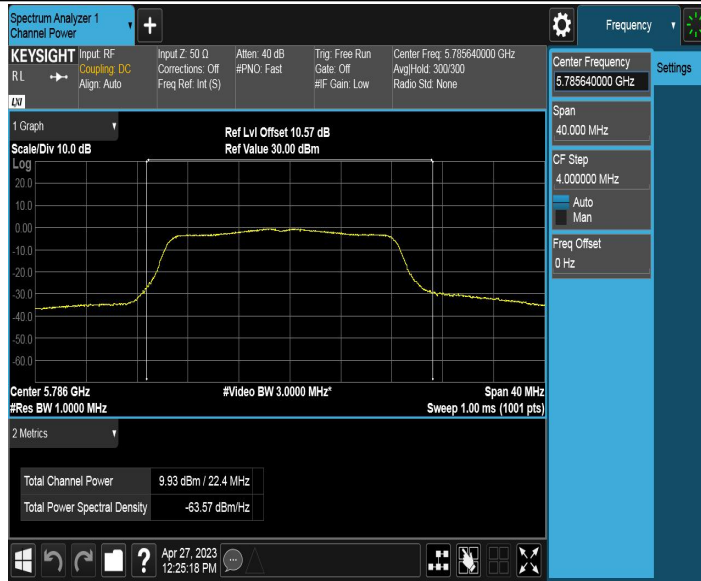 Spectrum Analyzer 1
Channel Power
Frequency
KEYSIGHT
RL
LXI
Input: RF
Coupling: DC
Align: Auto
Input Z: 50 Ω
Corrections: Off
Freq Ref: Int (S)
Atten: 40 dB
#PNO: Fast
Trig: Free Run
Gate: Off
#IF Gain: Low
Center Freq: 5.785640000 GHz
Avg|Hold: 300/300
Radio Std: None
Center Frequency
5.785640000 GHz
Settings
Span
40.000 MHz
CF Step
4.000000 MHz
Auto
Man
Freq Offset
0 Hz
1 Graph
Scale/Div 10.0 dB
Ref Lvl Offset 10.57 dB
Ref Value 30.00 dBm
Log
20.0
10.0
0.00
-10.0
-20.0
-30.0
-40.0
-50.0
-60.0
Center 5.786 GHz
#Res BW 1.0000 MHz
#Video BW 3.0000 MHz*
Span 40 MHz
Sweep 1.00 ms (1001 pts)
2 Metrics
Total Channel Power 9.93 dBm / 22.4 MHz
Total Power Spectral Density -63.57 dBm/Hz
?
Apr 27, 2023
12:25:18 PM